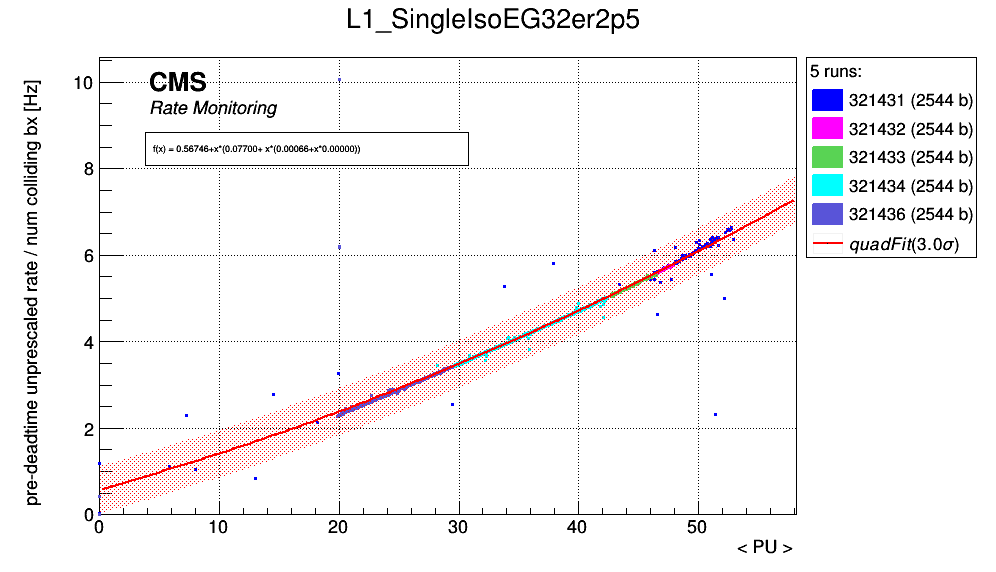 L1_SingleIsoEG32er2p5
pre-deadtime unprescaled rate / num colliding bx [Hz]
10
8
6
4
2
0
CMS
Rate Monitoring
f(x) = 0.56746+x*(0.07700+ x*(0.00066+x*0.00000))
0 10 20 30 40 50
< PU >
5 runs:
321431 (2544 b)
321432 (2544 b)
321433 (2544 b)
321434 (2544 b)
321436 (2544 b)
quadFit(3.0σ)